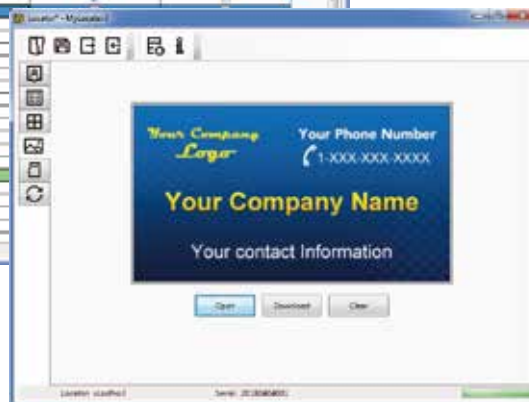 Your Company
Logo
Your Phone Number
1-XXX-XXX-XXXX
Your Company Name
Your contact Information
Open
Download
Clear